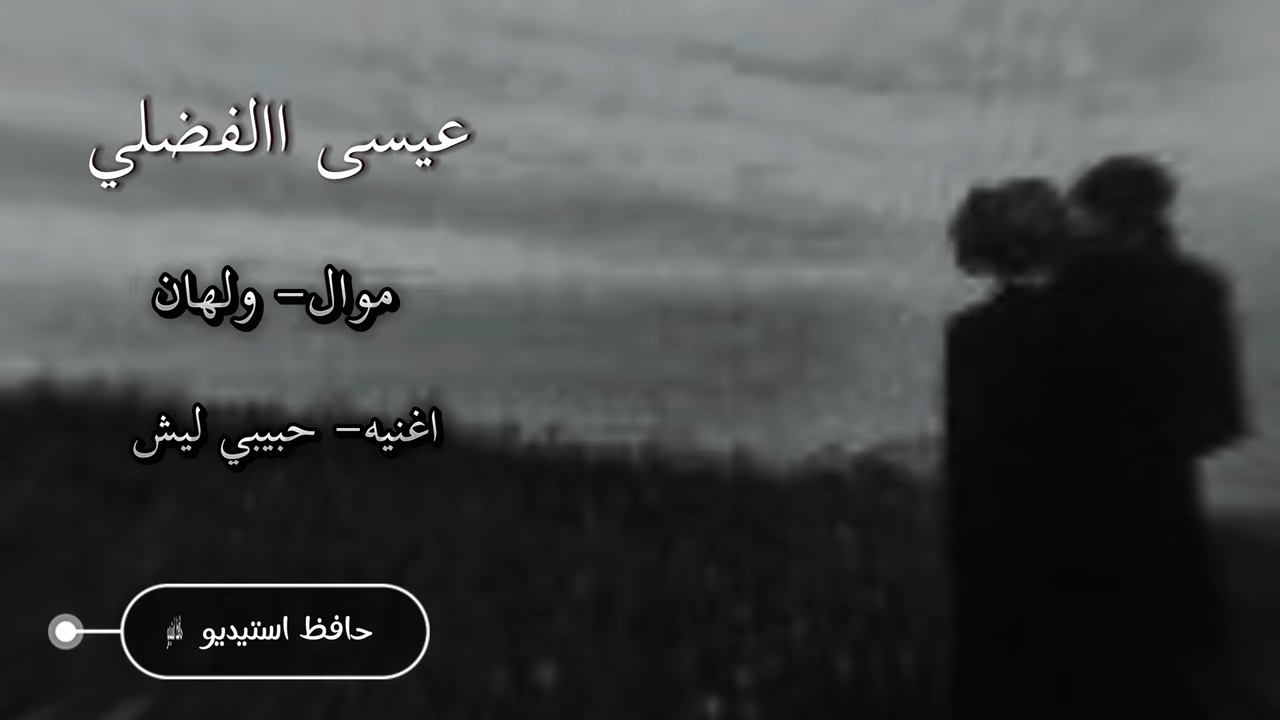 عيسى االفضلي
موال- ولهان
اغنيه- حبيبي ليش
حافظ استيديو